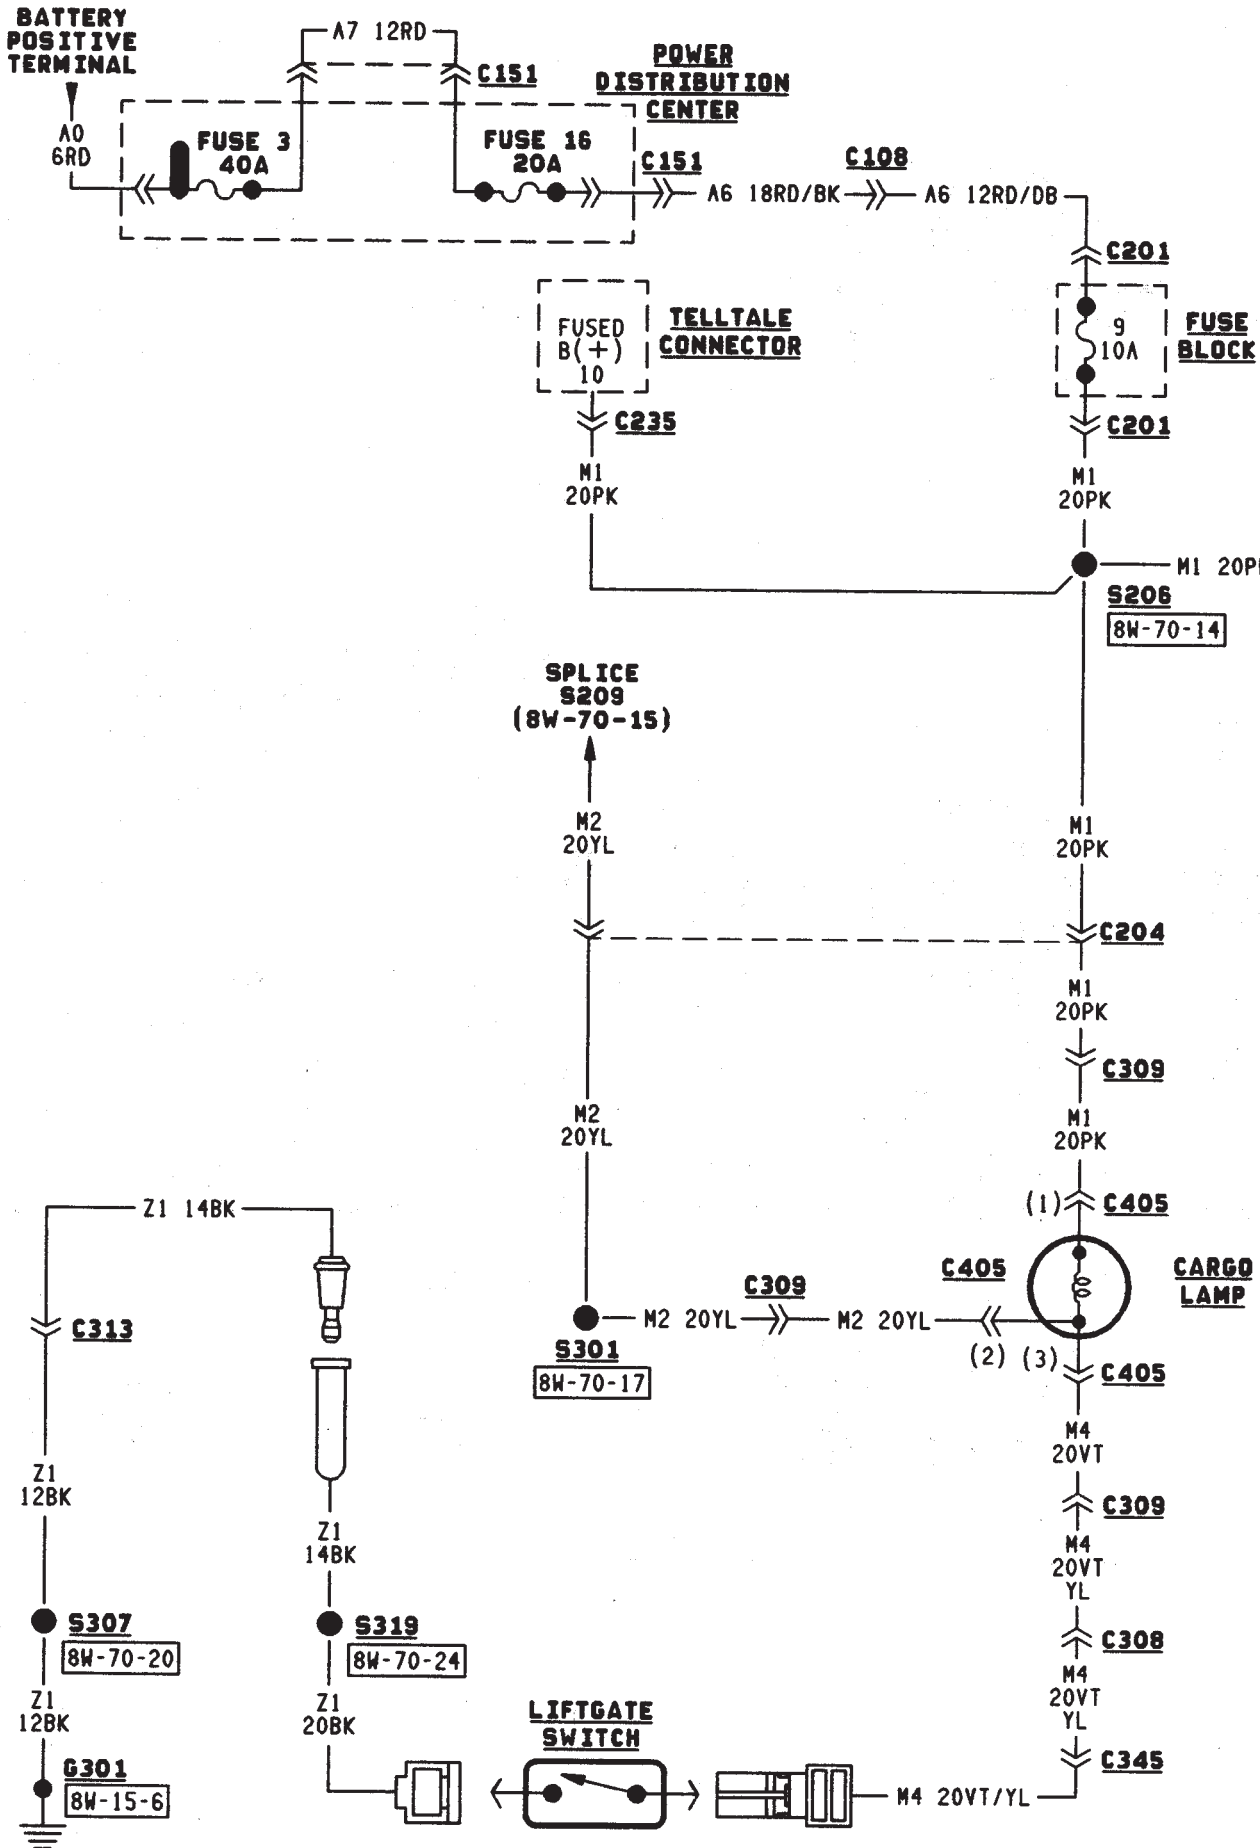 BATTERY
POSITIVE
TERMINAL
A7 12RD
C151
POWER
DISTRIBUTION
CENTER
A0
6RD
FUSE 3
40A
FUSE 16
20A
C151
A6 18RD/BK
C108
A6 12RD/DB
C201
FUSED
B(+)
10
TELLTALE
CONNECTOR
9
10A
FUSE
BLOCK
C235
C201
M1
20PK
M1
20PK
M1 20P
S206
8W-70-14
SPLICE
S209
(8W-70-15)
M2
20YL
M1
20PK
C204
M1
20PK
C309
M2
20YL
M1
20PK
Z1 14BK
(1)
C405
C405
CARGO
LAMP
C309
C313
M2 20YL
M2 20YL
S301
8W-70-17
(2)
(3)
C405
M4
20VT
Z1
12BK
C309
Z1
14BK
M4
20VT
YL
S307
8W-70-20
S319
8W-70-24
C308
M4
20VT
YL
Z1
12BK
Z1
20BK
LIFTGATE
SWITCH
C345
G301
8W-15-6
M4 20VT/YL